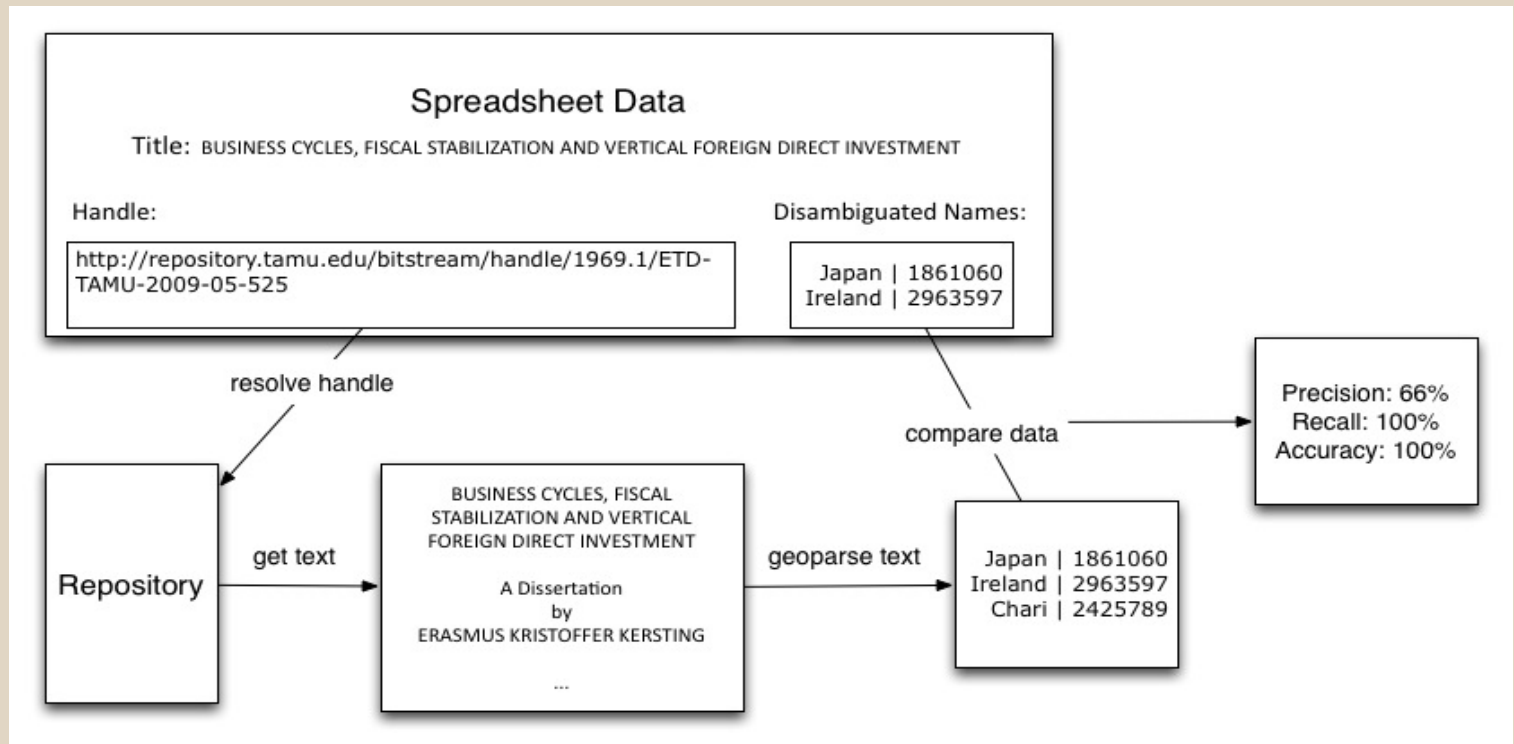 Spreadsheet Data
Title: BUSINESS CYCLES, FISCAL STABILIZATION AND VERTICAL FOREIGN DIRECT INVESTMENT
Handle:
http://repository.tamu.edu/bitstream/handle/1969.1/ETD-
TAMU-2009-05-525
Disambiguated Names:
Japan | 1861060
Ireland | 2963597
resolve handle
compare data
Precision: 66%
Recall: 100%
Accuracy: 100%
Repository
get text
BUSINESS CYCLES, FISCAL
STABILIZATION AND VERTICAL
FOREIGN DIRECT INVESTMENT
A Dissertation
by
ERASMUS KRISTOFFER KERSTING
...
geoparse text
Japan | 1861060
Ireland | 2963597
Chari | 2425789